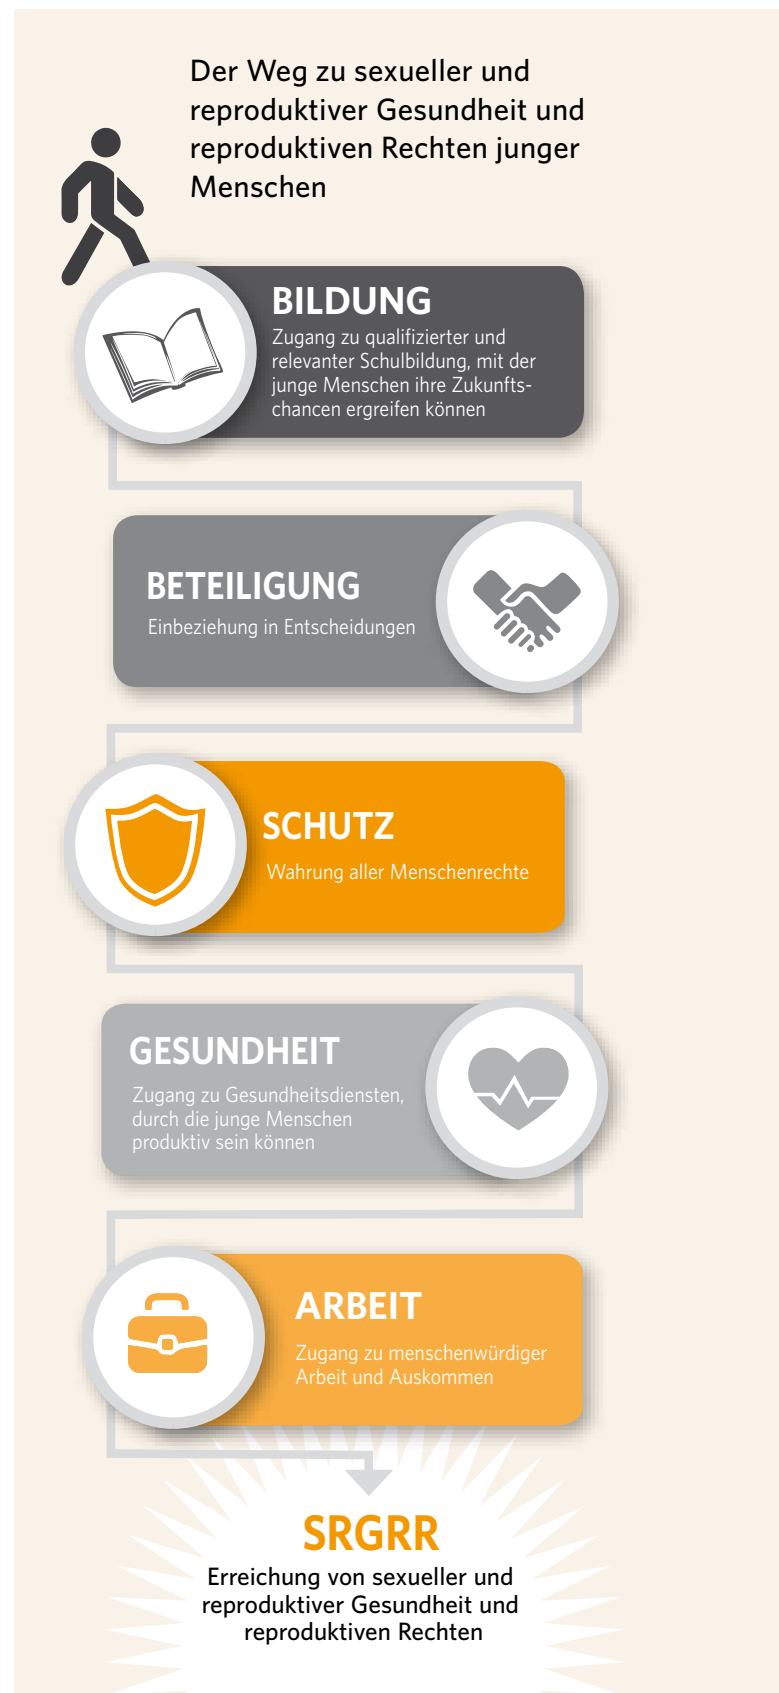 Der Weg zu sexueller und
reproduktiver Gesundheit und
reproduktiven Rechten junger
Menschen
BILDUNG
Zugang zu qualifizierter und
relevanter Schulbildung, mit der
junge Menschen ihre Zukunfts-
chancen ergreifen können
BETEILIGUNG
Einbeziehung in Entscheidungen
SCHUTZ
Wahrung aller Menschenrechte
GESUNDHEIT
Zugang zu Gesundheitsdiensten,
durch die junge Menschen
produktiv sein können
ARBEIT
Zugang zu menschenwürdiger
Arbeit und Auskommen
SRGRR
Erreichung von sexueller und
reproduktiver Gesundheit und
reproduktiven Rechten